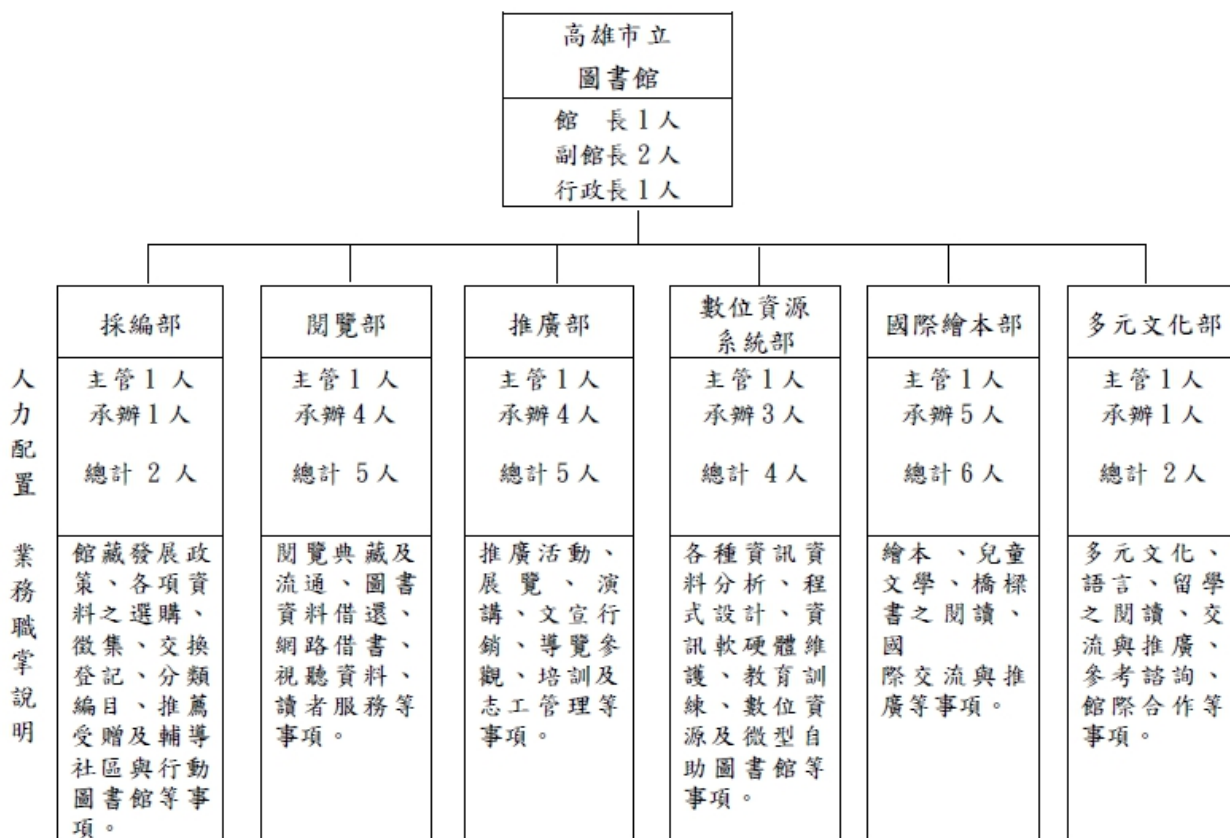 高雄市立
圖書館
館　長1人
副館長2人
行政長1人
人力配置
業務職掌說明
採編部
主管1人
承辦1人
總計 2 人
館藏發展政
策、各項資
料之選購、
徵集、交換
登記、分類
編目、推薦
受贈及輔導
社區與行動
圖書館等事
項。
閱覽部
主管1 人
承辦4人
總計 5人
閱覽典藏及
流通、圖書
資料借還、
網路借書、
視聽資料、
讀者服務等
事項。
推廣部
主管1人
承辦4人
總計5人
推廣活動、
展覽、演
講、文宣行
銷、導覽參
觀、培訓及
志工管理等
事項。
數位資源
系統部
主管1人
承辦3人
總計 4人
各種資訊資
料分析、程
式設計、資
訊軟硬體維
護、教育訓
練、數位資
源及微型自
助圖書館等
事項。
國際繪本部
主管1人
承辦5人
總計6人
繪本 、兒童
文學、橋樑
書之閱讀、
國
際交流與推
廣等事項。
多元文化部
主管1人
承辦1人
總計 2人
多元文化、
語言、留學
之閱讀、交
流與推廣、
參考諮詢、
館際合作等
事項。